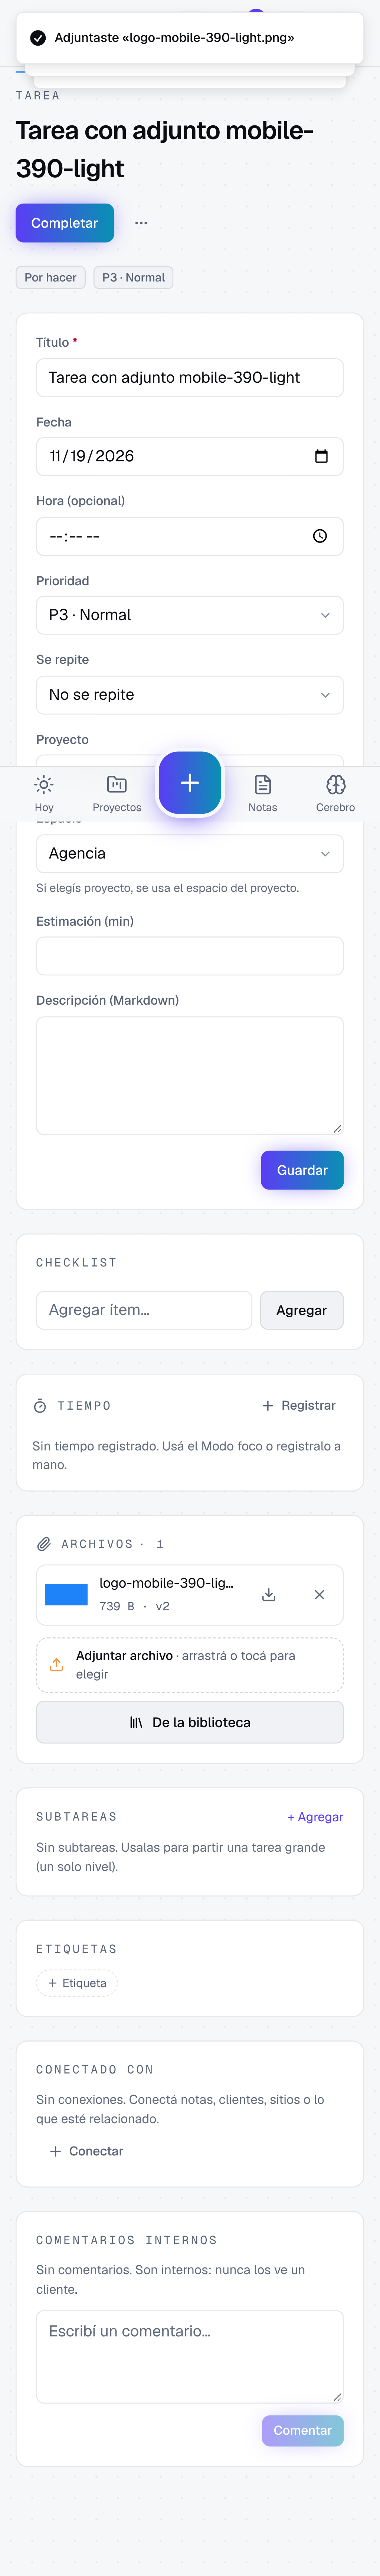 Adjuntaste «logo-mobile-390-light.png»
TAREA
Tarea con adjunto mobile-
390-light
Completar
Por hacer
P3 · Normal
Título *
Tarea con adjunto mobile-390-light
Fecha
11/19/2026
Hora (opcional)
--:-- --
Prioridad
P3 · Normal
Se repite
No se repite
Proyecto
Hoy
Proyectos
Notas
Cerebro
Agencia
Si elegís proyecto, se usa el espacio del proyecto.
Estimación (min)
Descripción (Markdown)
Guardar
CHECKLIST
Agregar ítem...
Agregar
TIEMPO
Registrar
Sin tiempo registrado. Usá el Modo foco o registralo a
mano.
ARCHIVOS · 1
logo-mobile-390-lig...
739 B · v2
Adjuntar archivo · arrastrá o tocá para
elegir
De la biblioteca
SUBTAREAS
+ Agregar
Sin subtareas. Usalas para partir una tarea grande
(un solo nivel).
ETIQUETAS
+ Etiqueta
CONECTADO CON
Sin conexiones. Conectá notas, clientes, sitios o lo
que esté relacionado.
+ Conectar
COMENTARIOS INTERNOS
Sin comentarios. Son internos: nunca los ve un
cliente.
Escribí un comentario...
Comentar